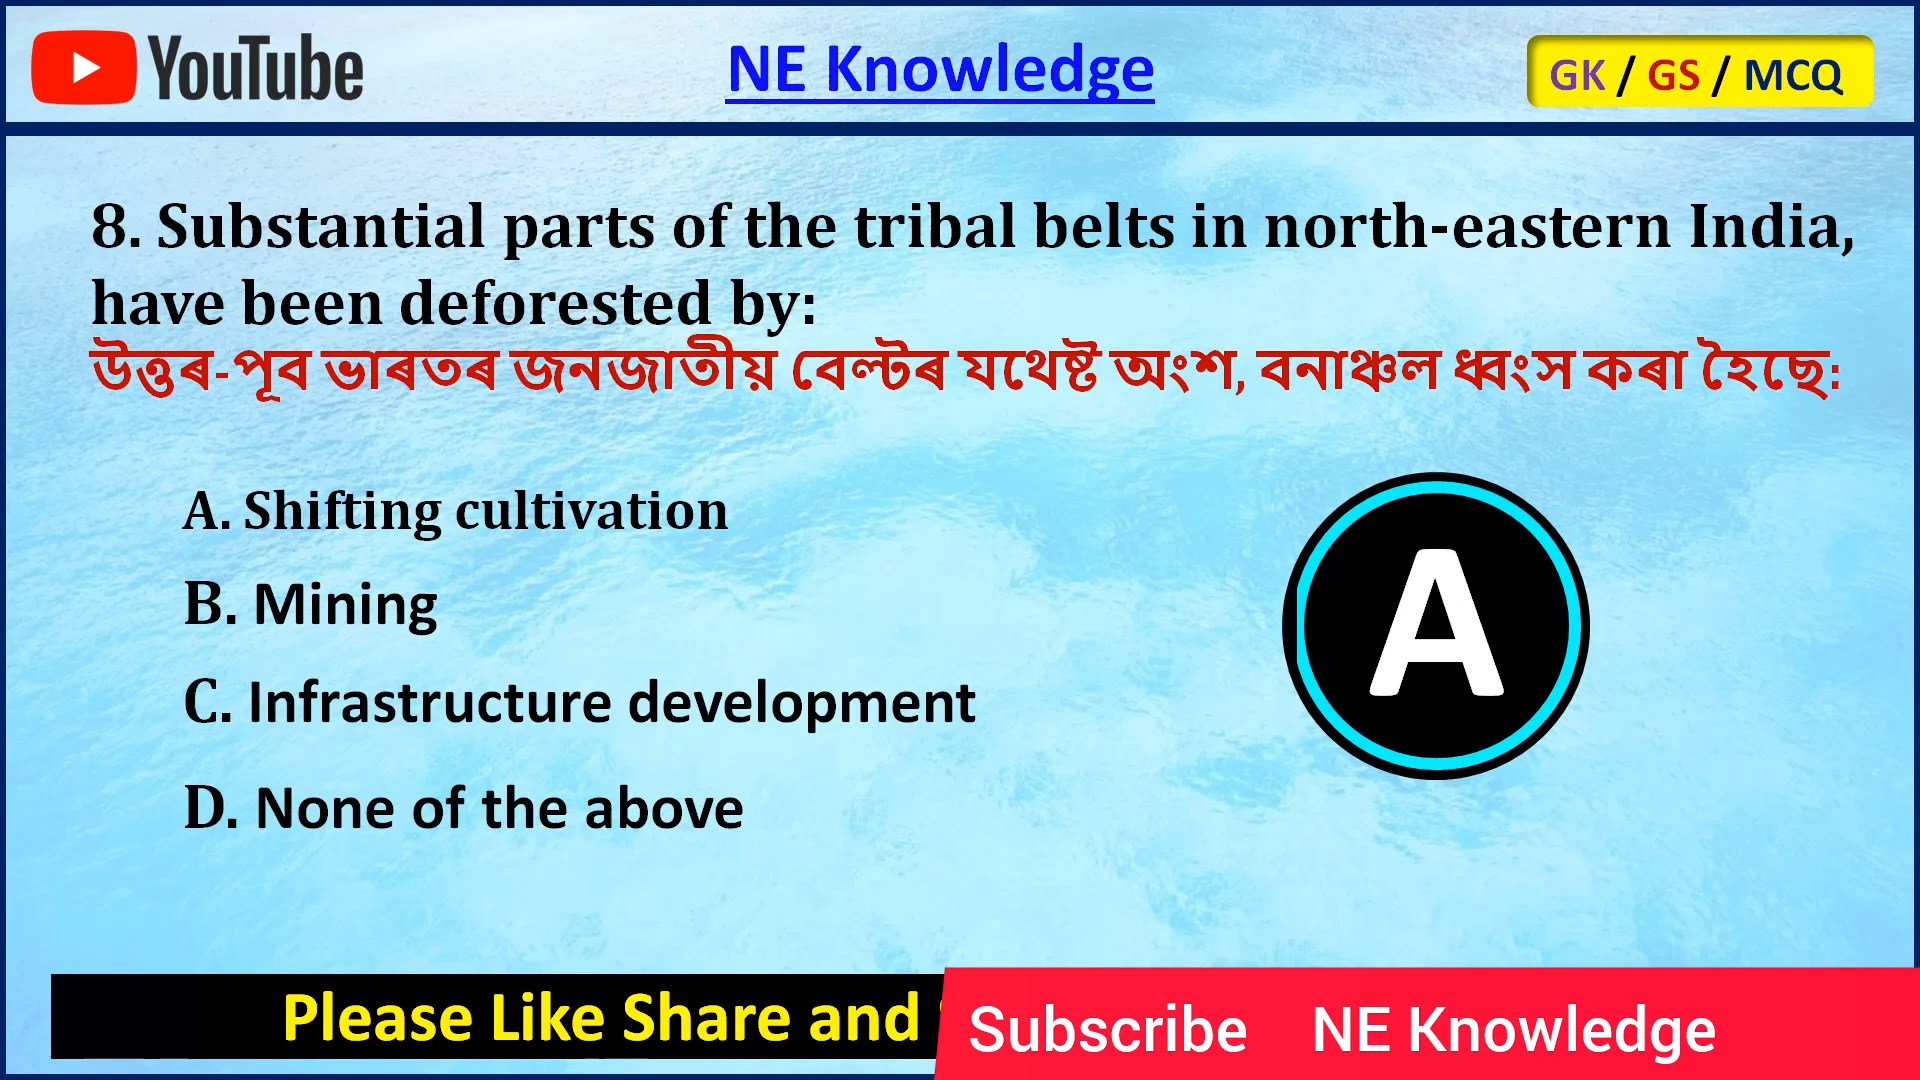 YouTube
NE Knowledge
GK / GS / MCQ
8. Substantial parts of the tribal belts in north-eastern India,
have been deforested by:
উত্তৰ-পূব ভাৰতৰ জনজাতীয় বেল্টৰ যথেষ্ট অংশ, বনাঞ্চল ধ্বংস কৰা হৈছে:
A. Shifting cultivation
B. Mining
C. Infrastructure development
D. None of the above
A
Please Like Share and
Subscribe NE Knowledge